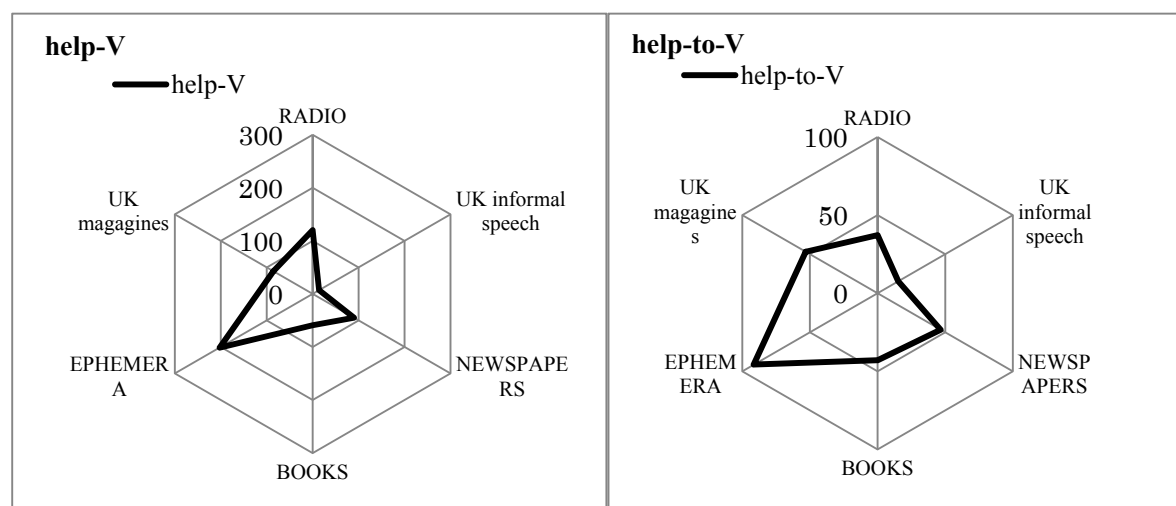 help-V
help-V
RADIO
300
200
100
0
UK
magagines
UK informal
speech
EPHEMER
A
NEWSPAPE
RS
BOOKS
help-to-V
help-to-V
RADIO
100
50
0
UK
magagine
s
UK
informal
speech
EPHEM
ERA
NEWSP
APERS
BOOKS